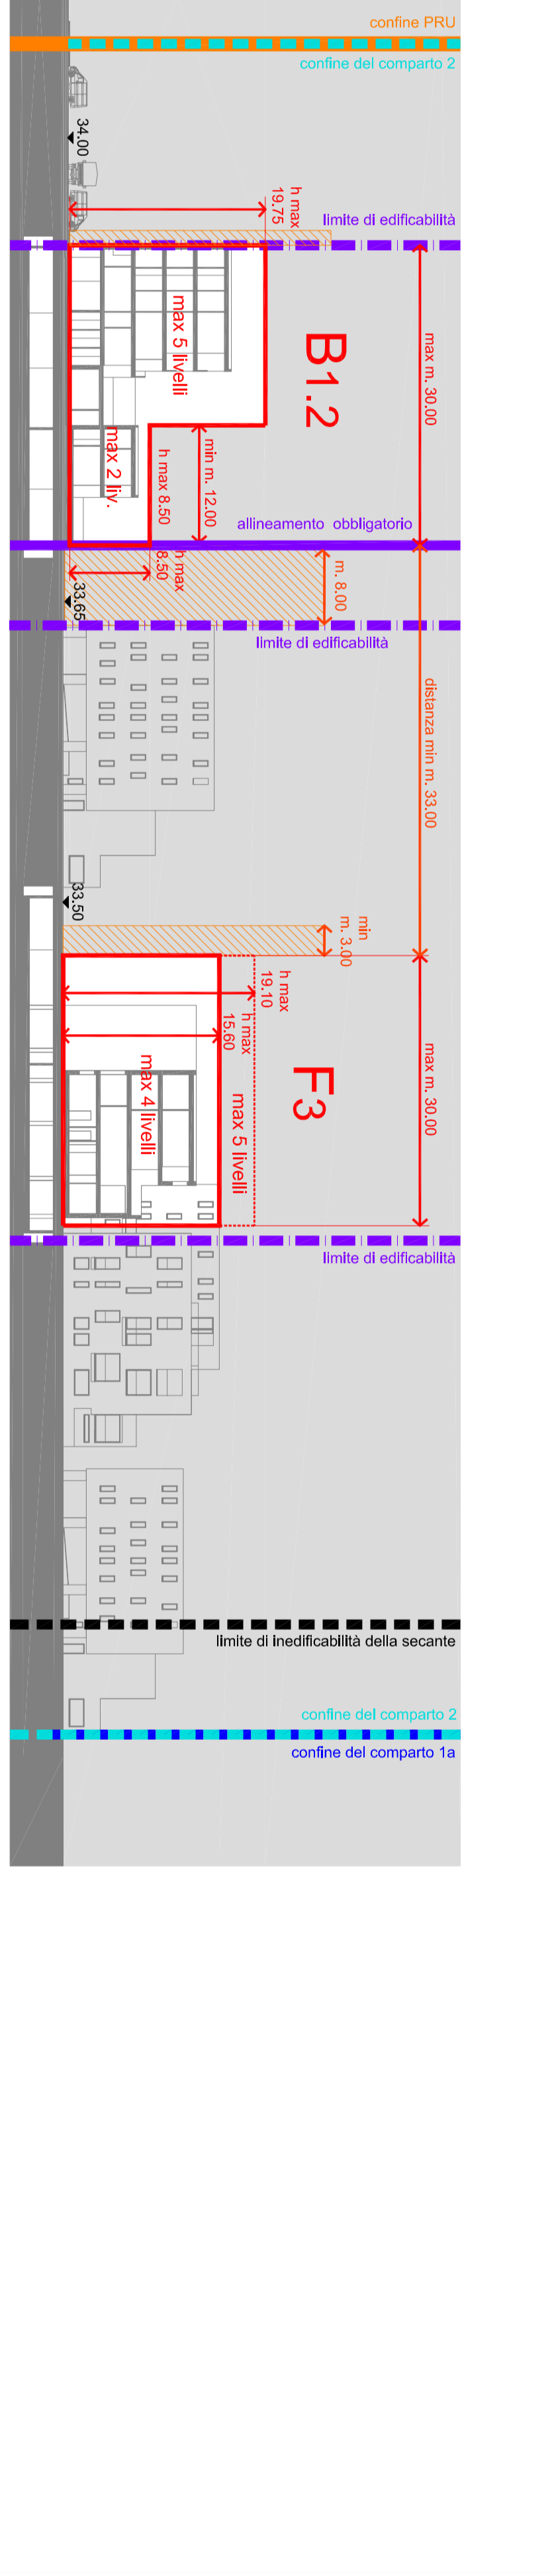 confine PRU
confine del comparto 2
34.00
h max
19.75
limite di edificabilità
max 5 livelli
B1.2
max m. 30.00
max 2 liv.
h max 8.50
min m. 12.00
allineamento obbligatorio
h max
8.50
33.65
m. 8.00
limite di edificabilità
distanza min m. 33.00
33.50
min
m. 3.00
h max
19.10
h max
15.60
max 4 livelli
max 5 livelli
F3
max m. 30.00
limite di edificabilità
limite di inedificabilità della secante
confine del comparto 2
confine del comparto 1a